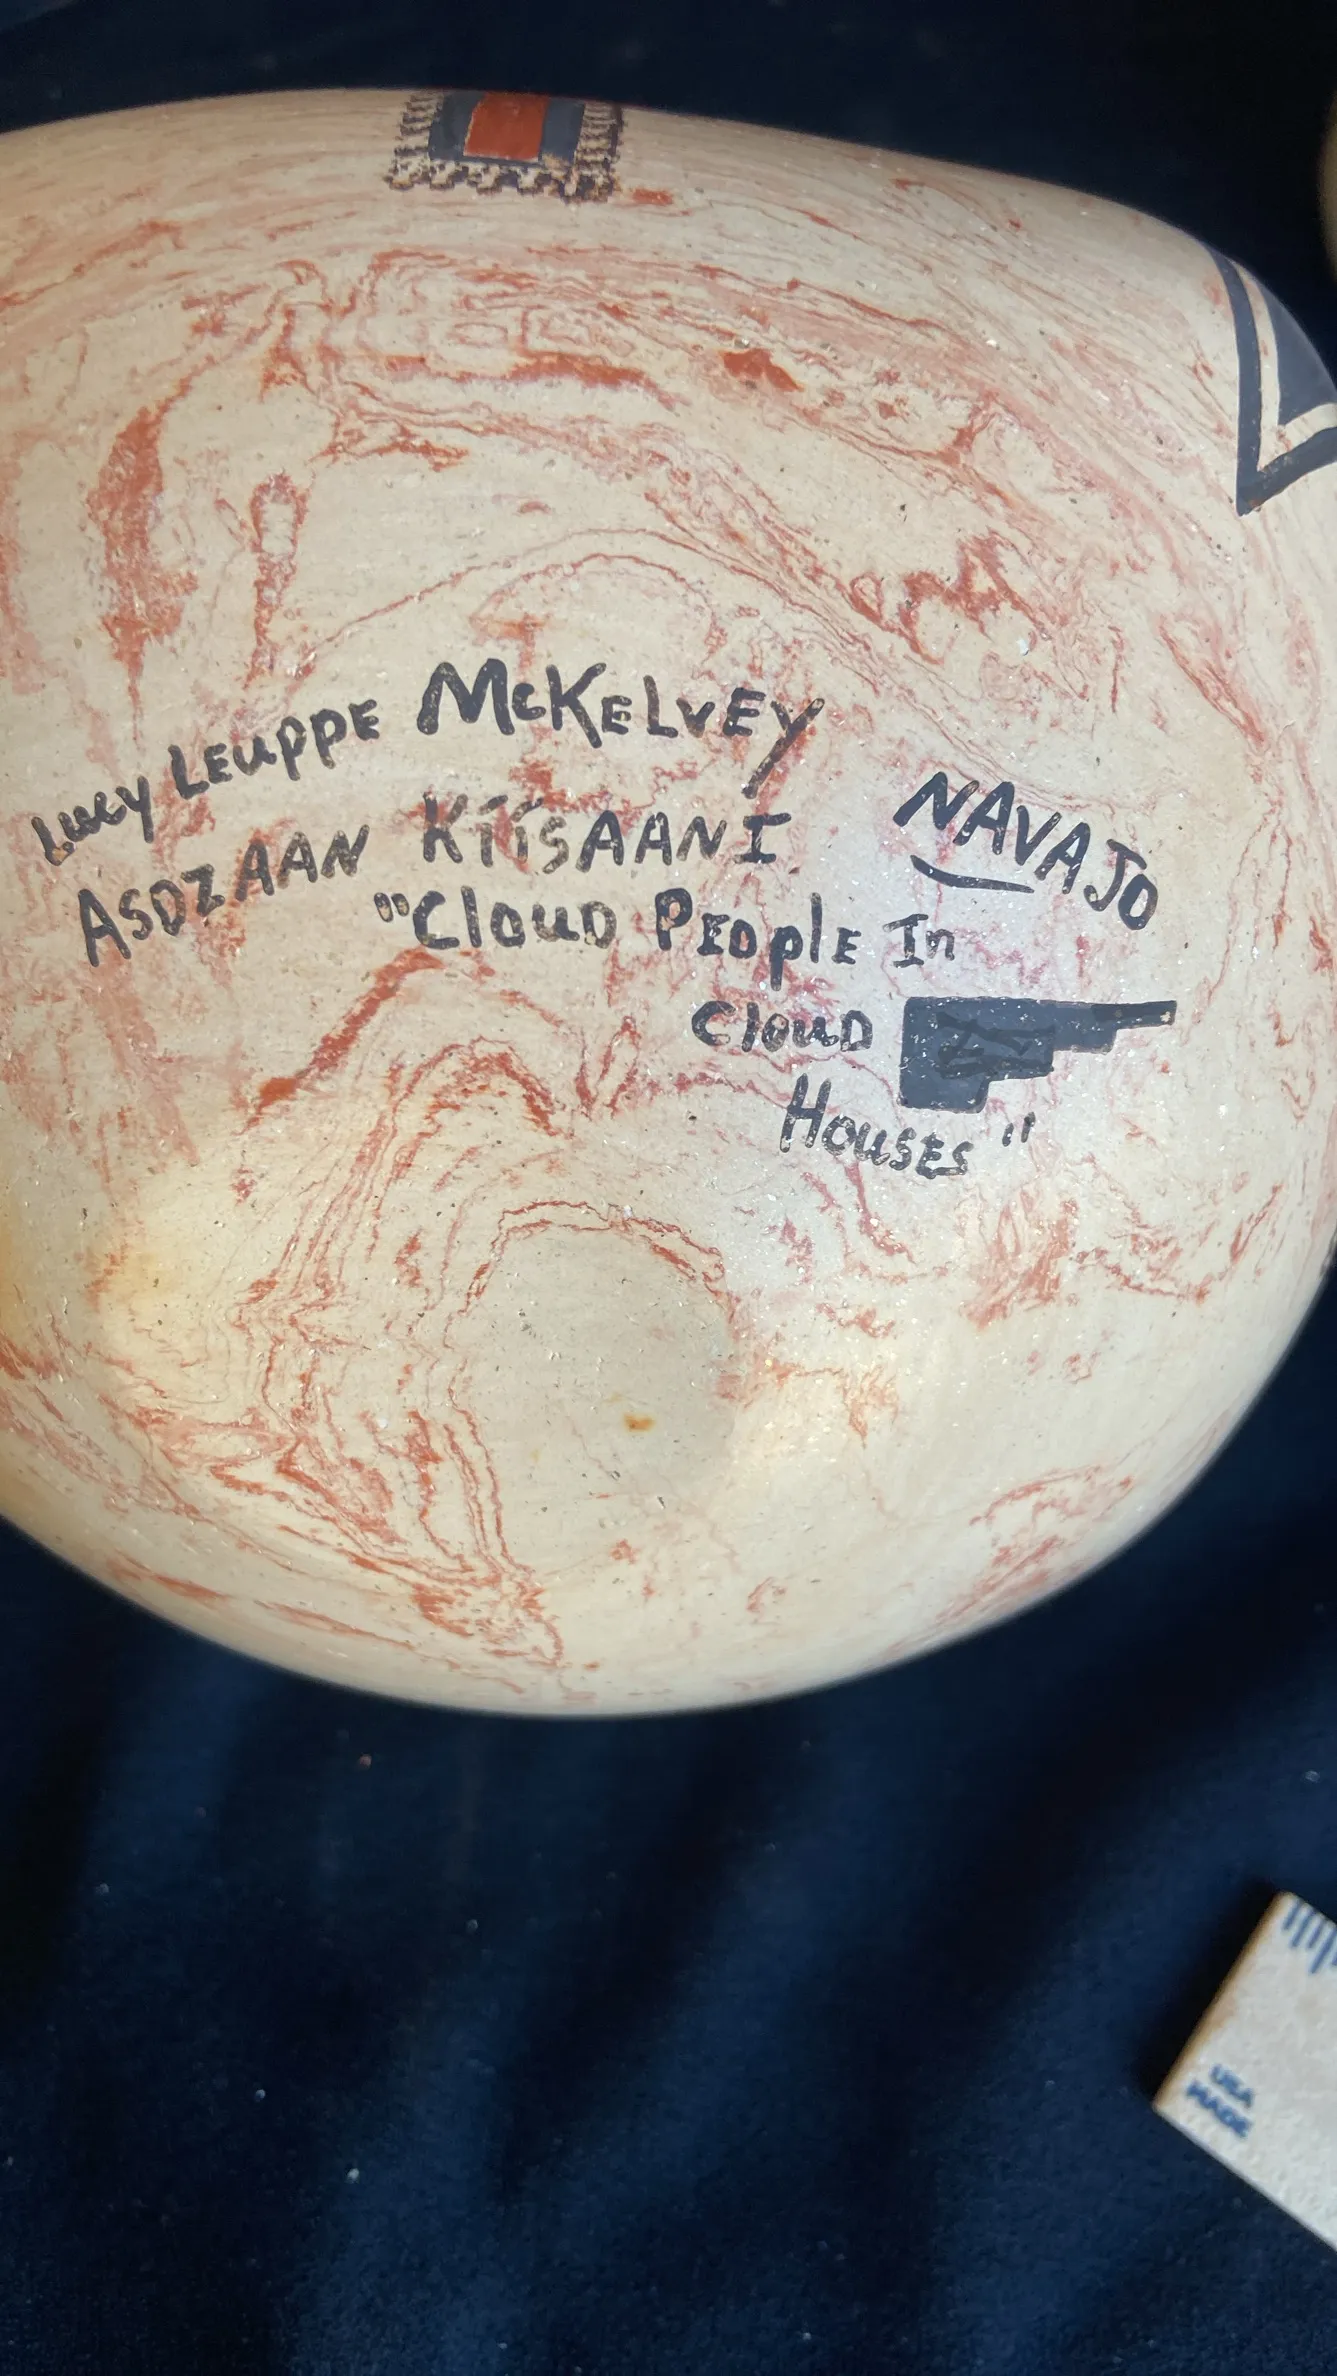 Lucy Leuppe McKelvey
Asdzaan Kiisaani
Navajo
"Cloud People In
Cloud
Houses"
USA
MADE